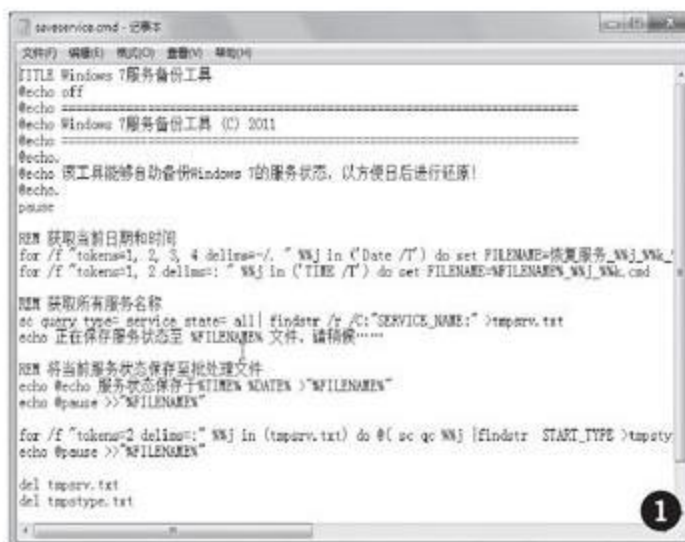 saveservice.cmd - 记事本
文件(F) 编辑(E) 格式(O) 查看(V) 帮助(H)
TITLE Windows 7服务备份工具
@echo off
@echo ================================================================
@echo Windows 7服务备份工具 (C) 2011
@echo ================================================================
@echo.
@echo 该工具能够自动备份Windows 7的服务状态，以方便日后进行还原！
@echo.
pause
REM 获取当前日期和时间
for /f "tokens=1, 2, 3, 4 delims=-/. " %%j in ('Date /T') do set FILENAME=恢复服务_%%j_%%k_
for /f "tokens=1, 2 delims=: " %%j in ('TIME /T') do set FILENAME=%FILENAME%_%%j_%%k.cmd
REM 获取所有服务名称
sc query type= service state= all| findstr /r /C:"SERVICE_NAME:" >tmpsrv.txt
echo 正在保存服务状态至 %FILENAME% 文件，请稍候……
REM 将当前服务状态保存至批处理文件
echo @echo 服务状态保存于%TIME% %DATE% >"%FILENAME%"
echo @pause >>"%FILENAME%"
for /f "tokens=2 delims=:" %%j in (tmpsrv.txt) do @( sc qc %%j |findstr START_TYPE >tmpsty
echo @pause >>"%FILENAME%"
del tmpsrv.txt
del tmpstype.txt
1